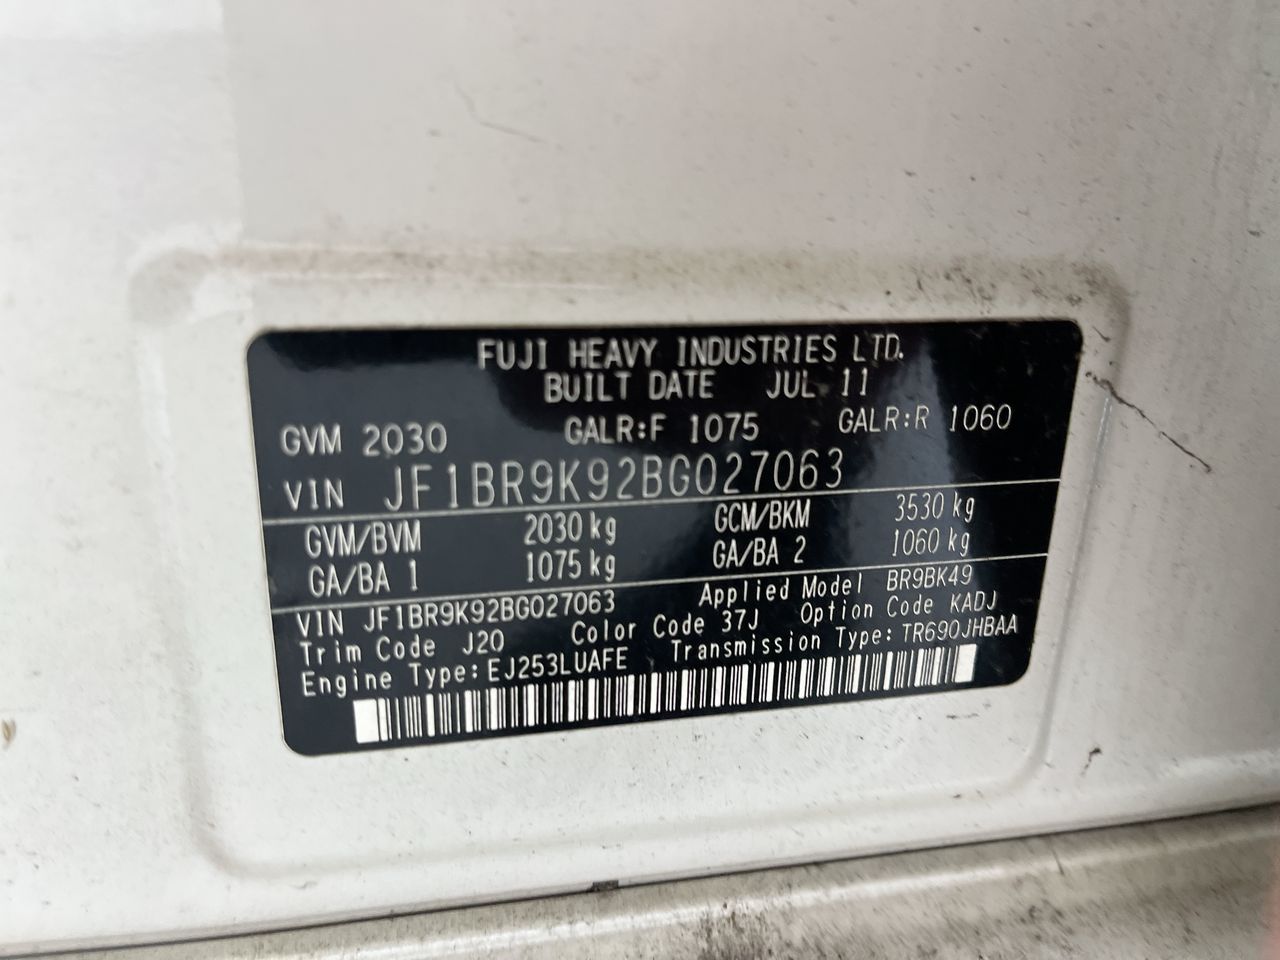 FUJI HEAVY INDUSTRIES LTD.
BUILT DATE JUL 11
GVM 2030 GALR:F 1075 GALR:R 1060
VIN JF1BR9K92BG027063
GVM/BVM 2030 kg GCM/BKM 3530 kg
GA/BA 1 1075 kg GA/BA 2 1060 kg
VIN JF1BR9K92BG027063 Applied Model BR9BK49
Trim Code J20 Color Code 37J Option Code KADJ
Engine Type: EJ253LUAFE Transmission Type: TR690JHBAA